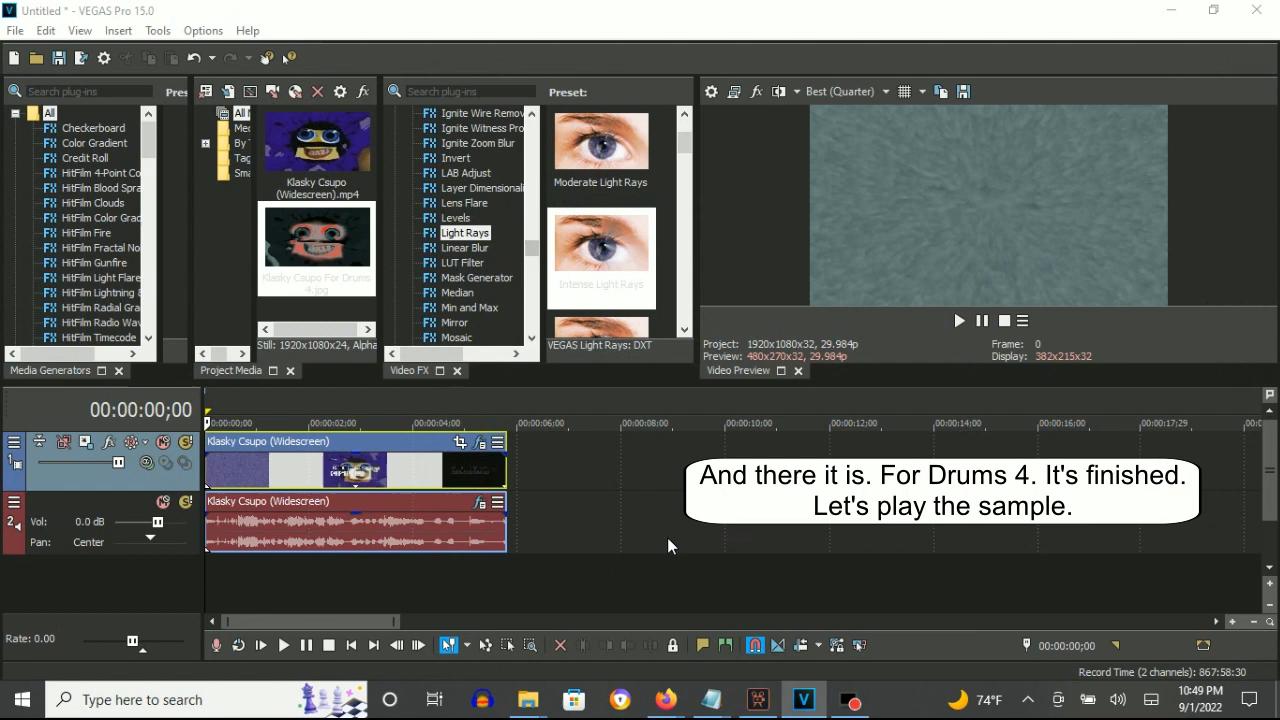 Untitled * - VEGAS Pro 15.0
File Edit View Insert Tools Options Help
Search plug-ins
All
Checkerboard
Color Gradient
Credit Roll
HitFilm 4-Point Co
HitFilm Blood Spra
HitFilm Clouds
HitFilm Color Grad
HitFilm Fire
HitFilm Fractal No
HitFilm Gunfire
HitFilm Light Flare
HitFilm Lightning &
HitFilm Radial Gra
HitFilm Radio Wav
HitFilm Timecode
Media Generators
Klasky Csupo
(Widescreen).mp4
Klasky Csupo For Drums
4.jpg
Still: 1920x1080x24, Alpha
Project Media
Search plug-ins
Preset:
Ignite Wire Remov
Ignite Witness Pro
Ignite Zoom Blur
Invert
LAB Adjust
Layer Dimensionali
Lens Flare
Levels
Light Rays
Linear Blur
LUT Filter
Mask Generator
Median
Min and Max
Mirror
Mosaic
Moderate Light Rays
Intense Light Rays
VEGAS Light Rays: DXT
Video FX
Best (Quarter)
Project: 1920x1080x32, 29.984p
Preview: 480x270x32, 29.984p
Frame: 0
Display: 382x215x32
Video Preview
00:00:00;00
00:00:00;00 00:00:02;00 00:00:04;00 00:00:06;00 00:00:08;00 00:00:10;00 00:00:12;00 00:00:14;00 00:00:16;00 00:00:17;29
Klasky Csupo (Widescreen)
1
Klasky Csupo (Widescreen)
2
Vol: 0.0 dB
Pan: Center
And there it is. For Drums 4. It's finished.
Let's play the sample.
Rate: 0.00
00:00:00;00
Record Time (2 channels): 867:58:30
Type here to search
74°F
10:49 PM
9/1/2022